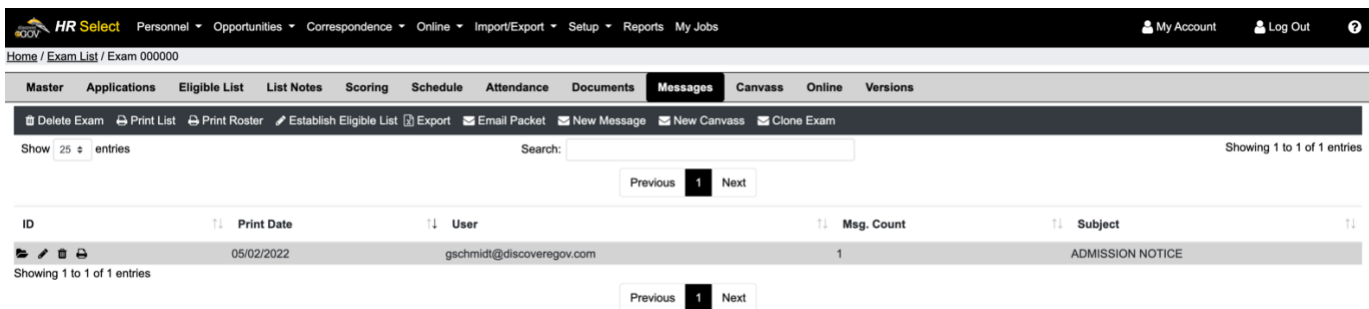 GOV HR Select Personnel Opportunities Correspondence Online Import/Export Setup Reports My Jobs My Account Log Out ?
Home / Exam List / Exam 000000
Master Applications Eligible List List Notes Scoring Schedule Attendance Documents Messages Canvass Online Versions
Delete Exam Print List Print Roster Establish Eligible List Export Email Packet New Message New Canvass Clone Exam
Show 25 entries Search: Showing 1 to 1 of 1 entries
Previous 1 Next
ID Print Date User Msg. Count Subject
05/02/2022 gschmidt@discoveregov.com 1 ADMISSION NOTICE
Showing 1 to 1 of 1 entries
Previous 1 Next